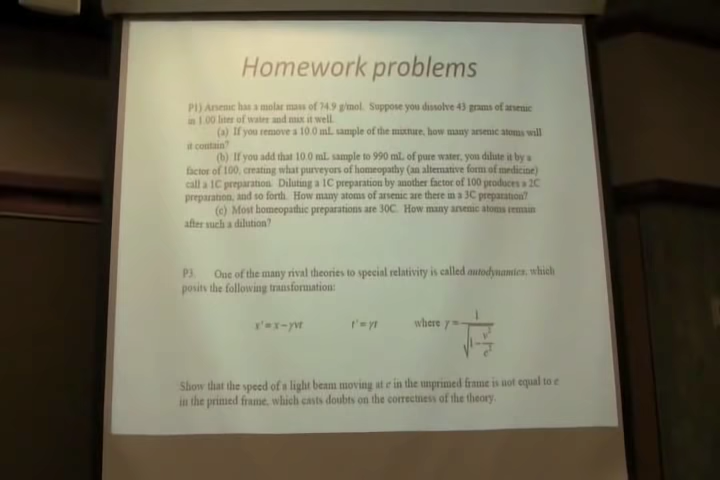 Homework problems
P1) Arsenic has a molar mass of 74.9 g/mol. Suppose you dissolve 43 grams of arsenic
in 1.00 liter of water and mix it well.
(a) If you remove a 10.0 mL sample of the mixture, how many arsenic atoms will
it contain?
(b) If you add that 10.0 mL sample to 990 mL of pure water, you dilute it by a
factor of 100, creating what purveyors of homeopathy (an alternative form of medicine)
call a 1C preparation. Diluting a 1C preparation by another factor of 100 produces a 2C
preparation, and so forth. How many atoms of arsenic are there in a 3C preparation?
(c) Most homeopathic preparations are 30C. How many arsenic atoms remain
after such a dilution?
P3. One of the many rival theories to special relativity is called autodynamics, which
posits the following transformation:
x' = x − γvt t' = γt where γ = 1/√(1 − v²/c²)
Show that the speed of a light beam moving at c in the unprimed frame is not equal to c
in the primed frame, which casts doubts on the correctness of the theory.